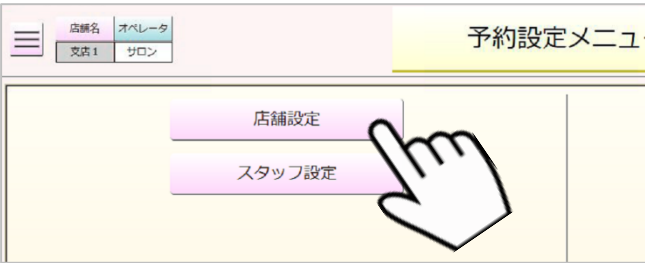 店舗名 オペレータ
支店1 サロン
予約設定メニュ
店舗設定
スタッフ設定